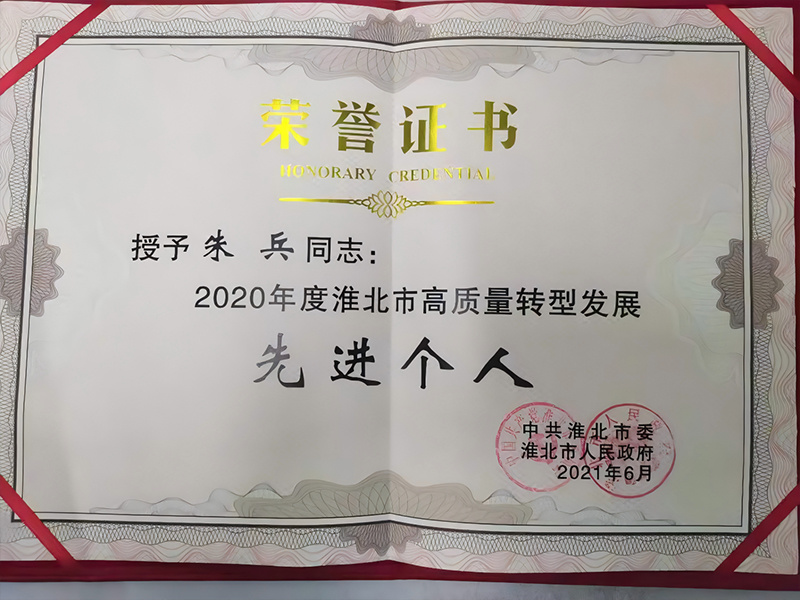 荣誉证书
HONORARY CREDENTIAL
授予朱兵同志：
2020年度淮北市高质量转型发展
先进个人
中共淮北市委
淮北市人民政府
2021年6月